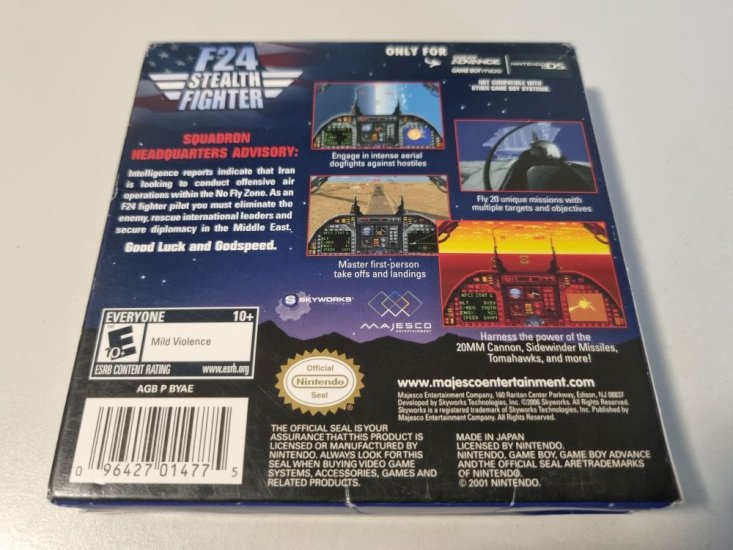 F24
STEALTH
FIGHTER
ONLY FOR
GAME BOY
ADVANCE
GAME BOY micro
NINTENDO DS
NOT COMPATIBLE WITH
OTHER GAME BOY SYSTEMS.
SQUADRON
HEADQUARTERS ADVISORY:
Intelligence reports indicate that Iran
is looking to conduct offensive air
operations within the No Fly Zone. As an
F24 fighter pilot you must eliminate the
enemy, rescue international leaders and
secure diplomacy in the Middle East.
Good Luck and Godspeed.
Engage in intense aerial
dogfights against hostiles
Fly 20 unique missions with
multiple targets and objectives
Master first-person
take offs and landings
Harness the power of the
20MM Cannon, Sidewinder Missiles,
Tomahawks, and more!
S SKYWORKS
MAJESCO
ENTERTAINMENT
EVERYONE 10+
E
10+
Mild Violence
ESRB CONTENT RATING www.esrb.org
AGB P BYAE
0 96427 01477 5
Official
Nintendo
Seal
THE OFFICIAL SEAL IS YOUR
ASSURANCE THAT THIS PRODUCT IS
LICENSED OR MANUFACTURED BY
NINTENDO. ALWAYS LOOK FOR THIS
SEAL WHEN BUYING VIDEO GAME
SYSTEMS, ACCESSORIES, GAMES AND
RELATED PRODUCTS.
www.majescoentertainment.com
Majesco Entertainment Company, 160 Raritan Center Parkway, Edison, NJ 08837
Developed by Skyworks Technologies, Inc. ©2006 Skyworks. All Rights Reserved.
Skyworks is a registered trademark of Skyworks Technologies, Inc. Published by
Majesco Entertainment Company. All Rights Reserved.
MADE IN JAPAN
LICENSED BY NINTENDO.
NINTENDO, GAME BOY, GAME BOY ADVANCE
AND THE OFFICIAL SEAL ARE TRADEMARKS
OF NINTENDO.
© 2001 NINTENDO.